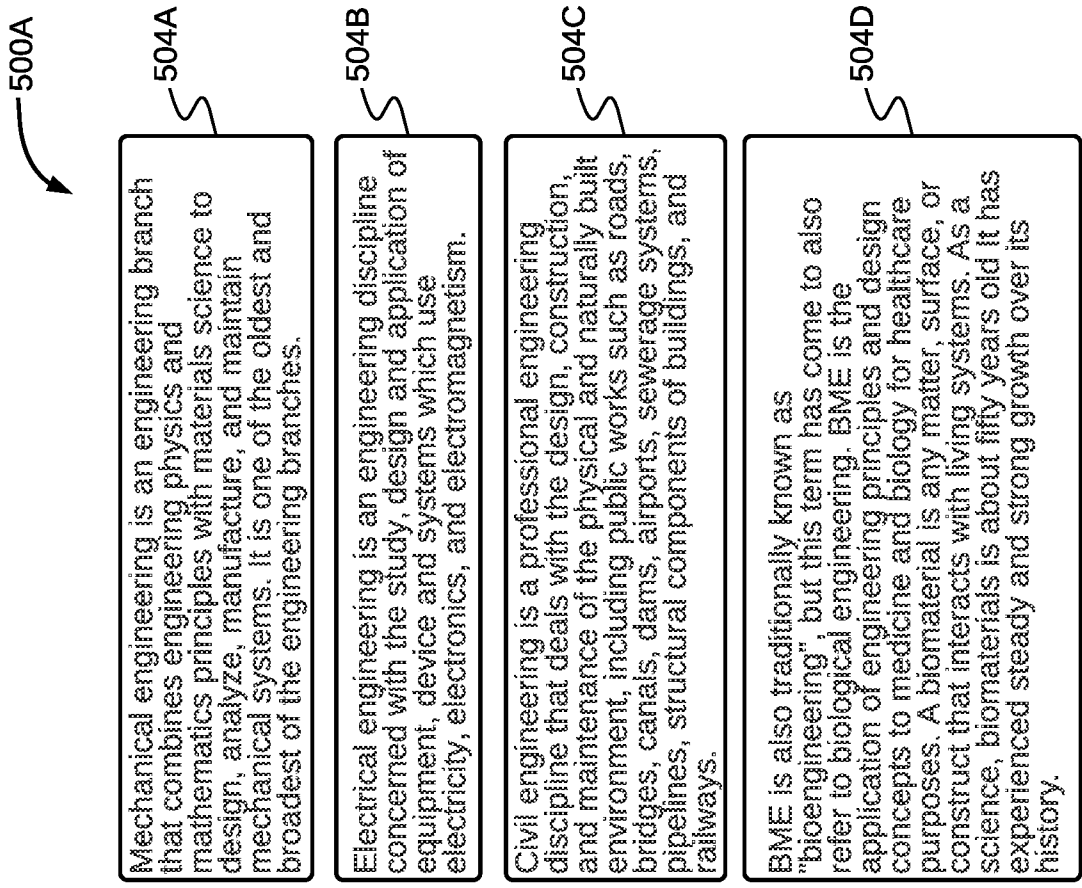 500A
Mechanical engineering is an engineering branch
that combines engineering physics and
mathematics principles with materials science to
design, analyze, manufacture, and maintain
mechanical systems. It is one of the oldest and
broadest of the engineering branches.
504A
Electrical engineering is an engineering discipline
concerned with the study, design and application of
equipment, device and systems which use
electricity, electronics, and electromagnetism.
504B
Civil engineering is a professional engineering
discipline that deals with the design, construction,
and maintenance of the physical and naturally built
environment, including public works such as roads,
bridges, canals, dams, airports, sewerage systems,
pipelines, structural components of buildings, and
railways.
504C
BME is also traditionally known as
"bioengineering", but this term has come to also
refer to biological engineering. BME is the
application of engineering principles and design
concepts to medicine and biology for healthcare
purposes. A biomaterial is any matter, surface, or
construct that interacts with living systems. As a
science, biomaterials is about fifty years old it has
experienced steady and strong growth over its
history.
504D